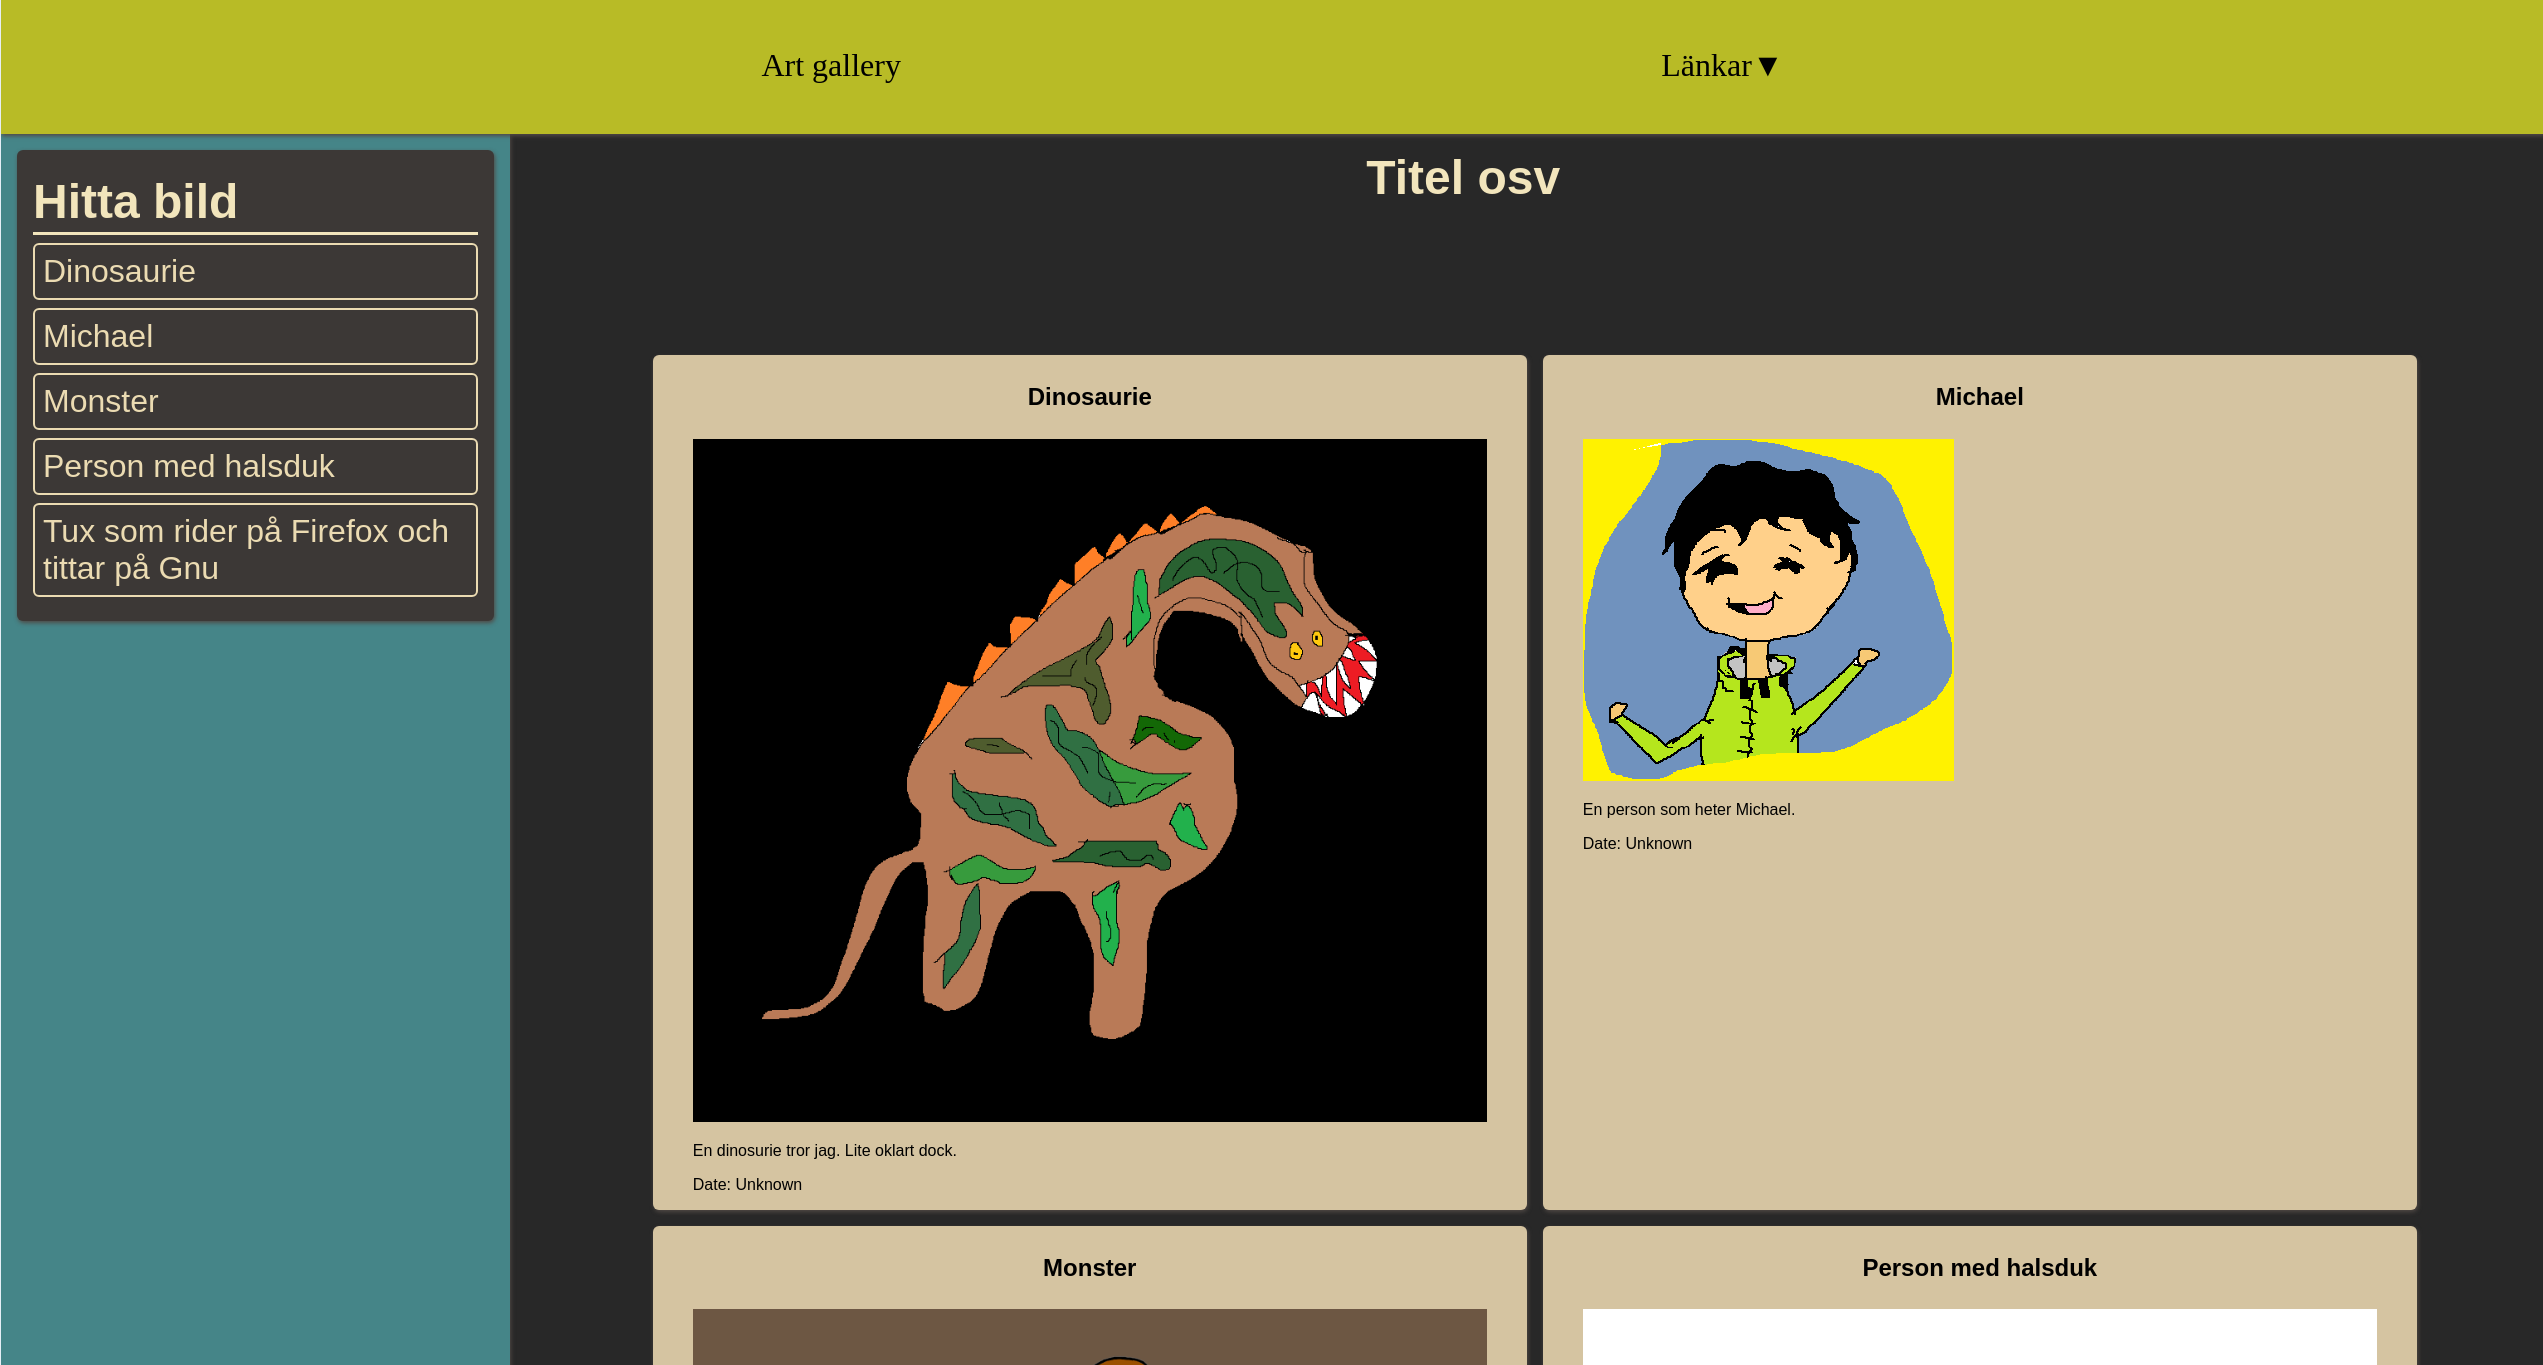 Art gallery
Länkar▼
Hitta bild
Dinosaurie
Michael
Monster
Person med halsduk
Tux som rider på Firefox och
tittar på Gnu
Titel osv
Dinosaurie
En dinosurie tror jag. Lite oklart dock.
Date: Unknown
Michael
En person som heter Michael.
Date: Unknown
Monster
Person med halsduk